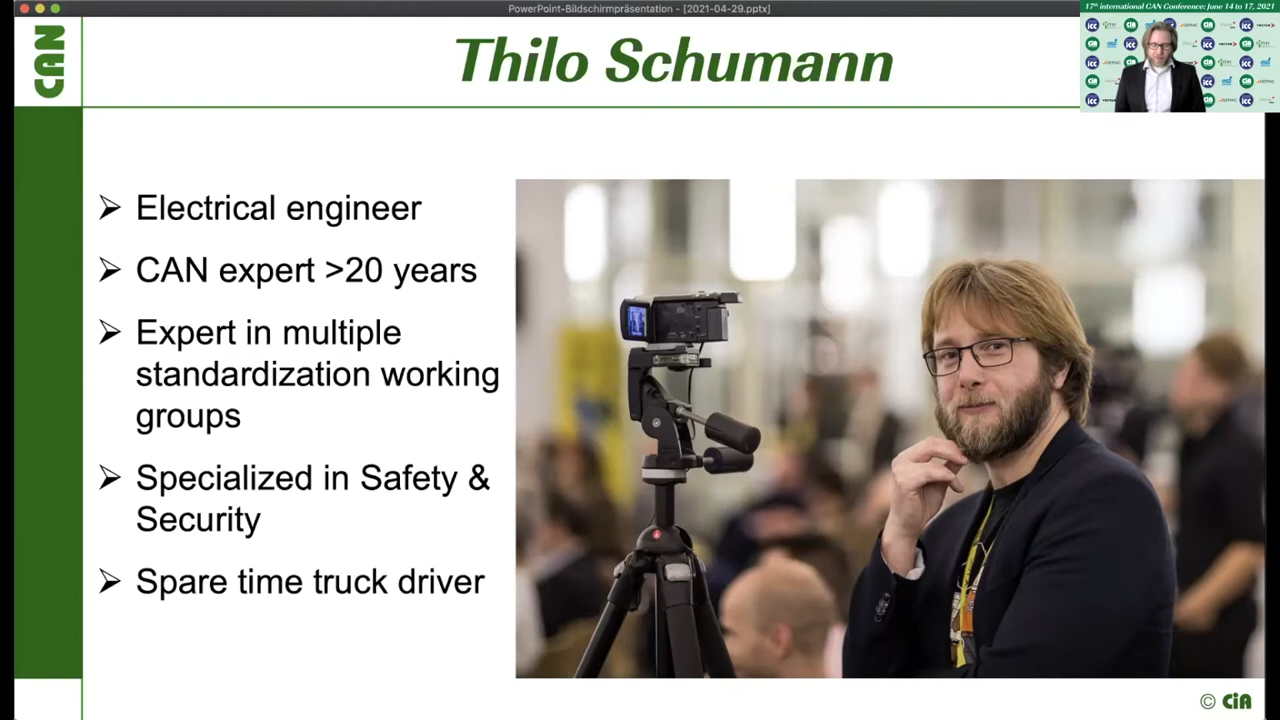 PowerPoint-Bildschirmpräsentation - [2021-04-29.pptx]
17th international CAN Conference: June 14 to 17, 2021
CAN
Thilo Schumann
➢ Electrical engineer
➢ CAN expert >20 years
➢ Expert in multiple
standardization working
groups
➢ Specialized in Safety &
Security
➢ Spare time truck driver
© CiA